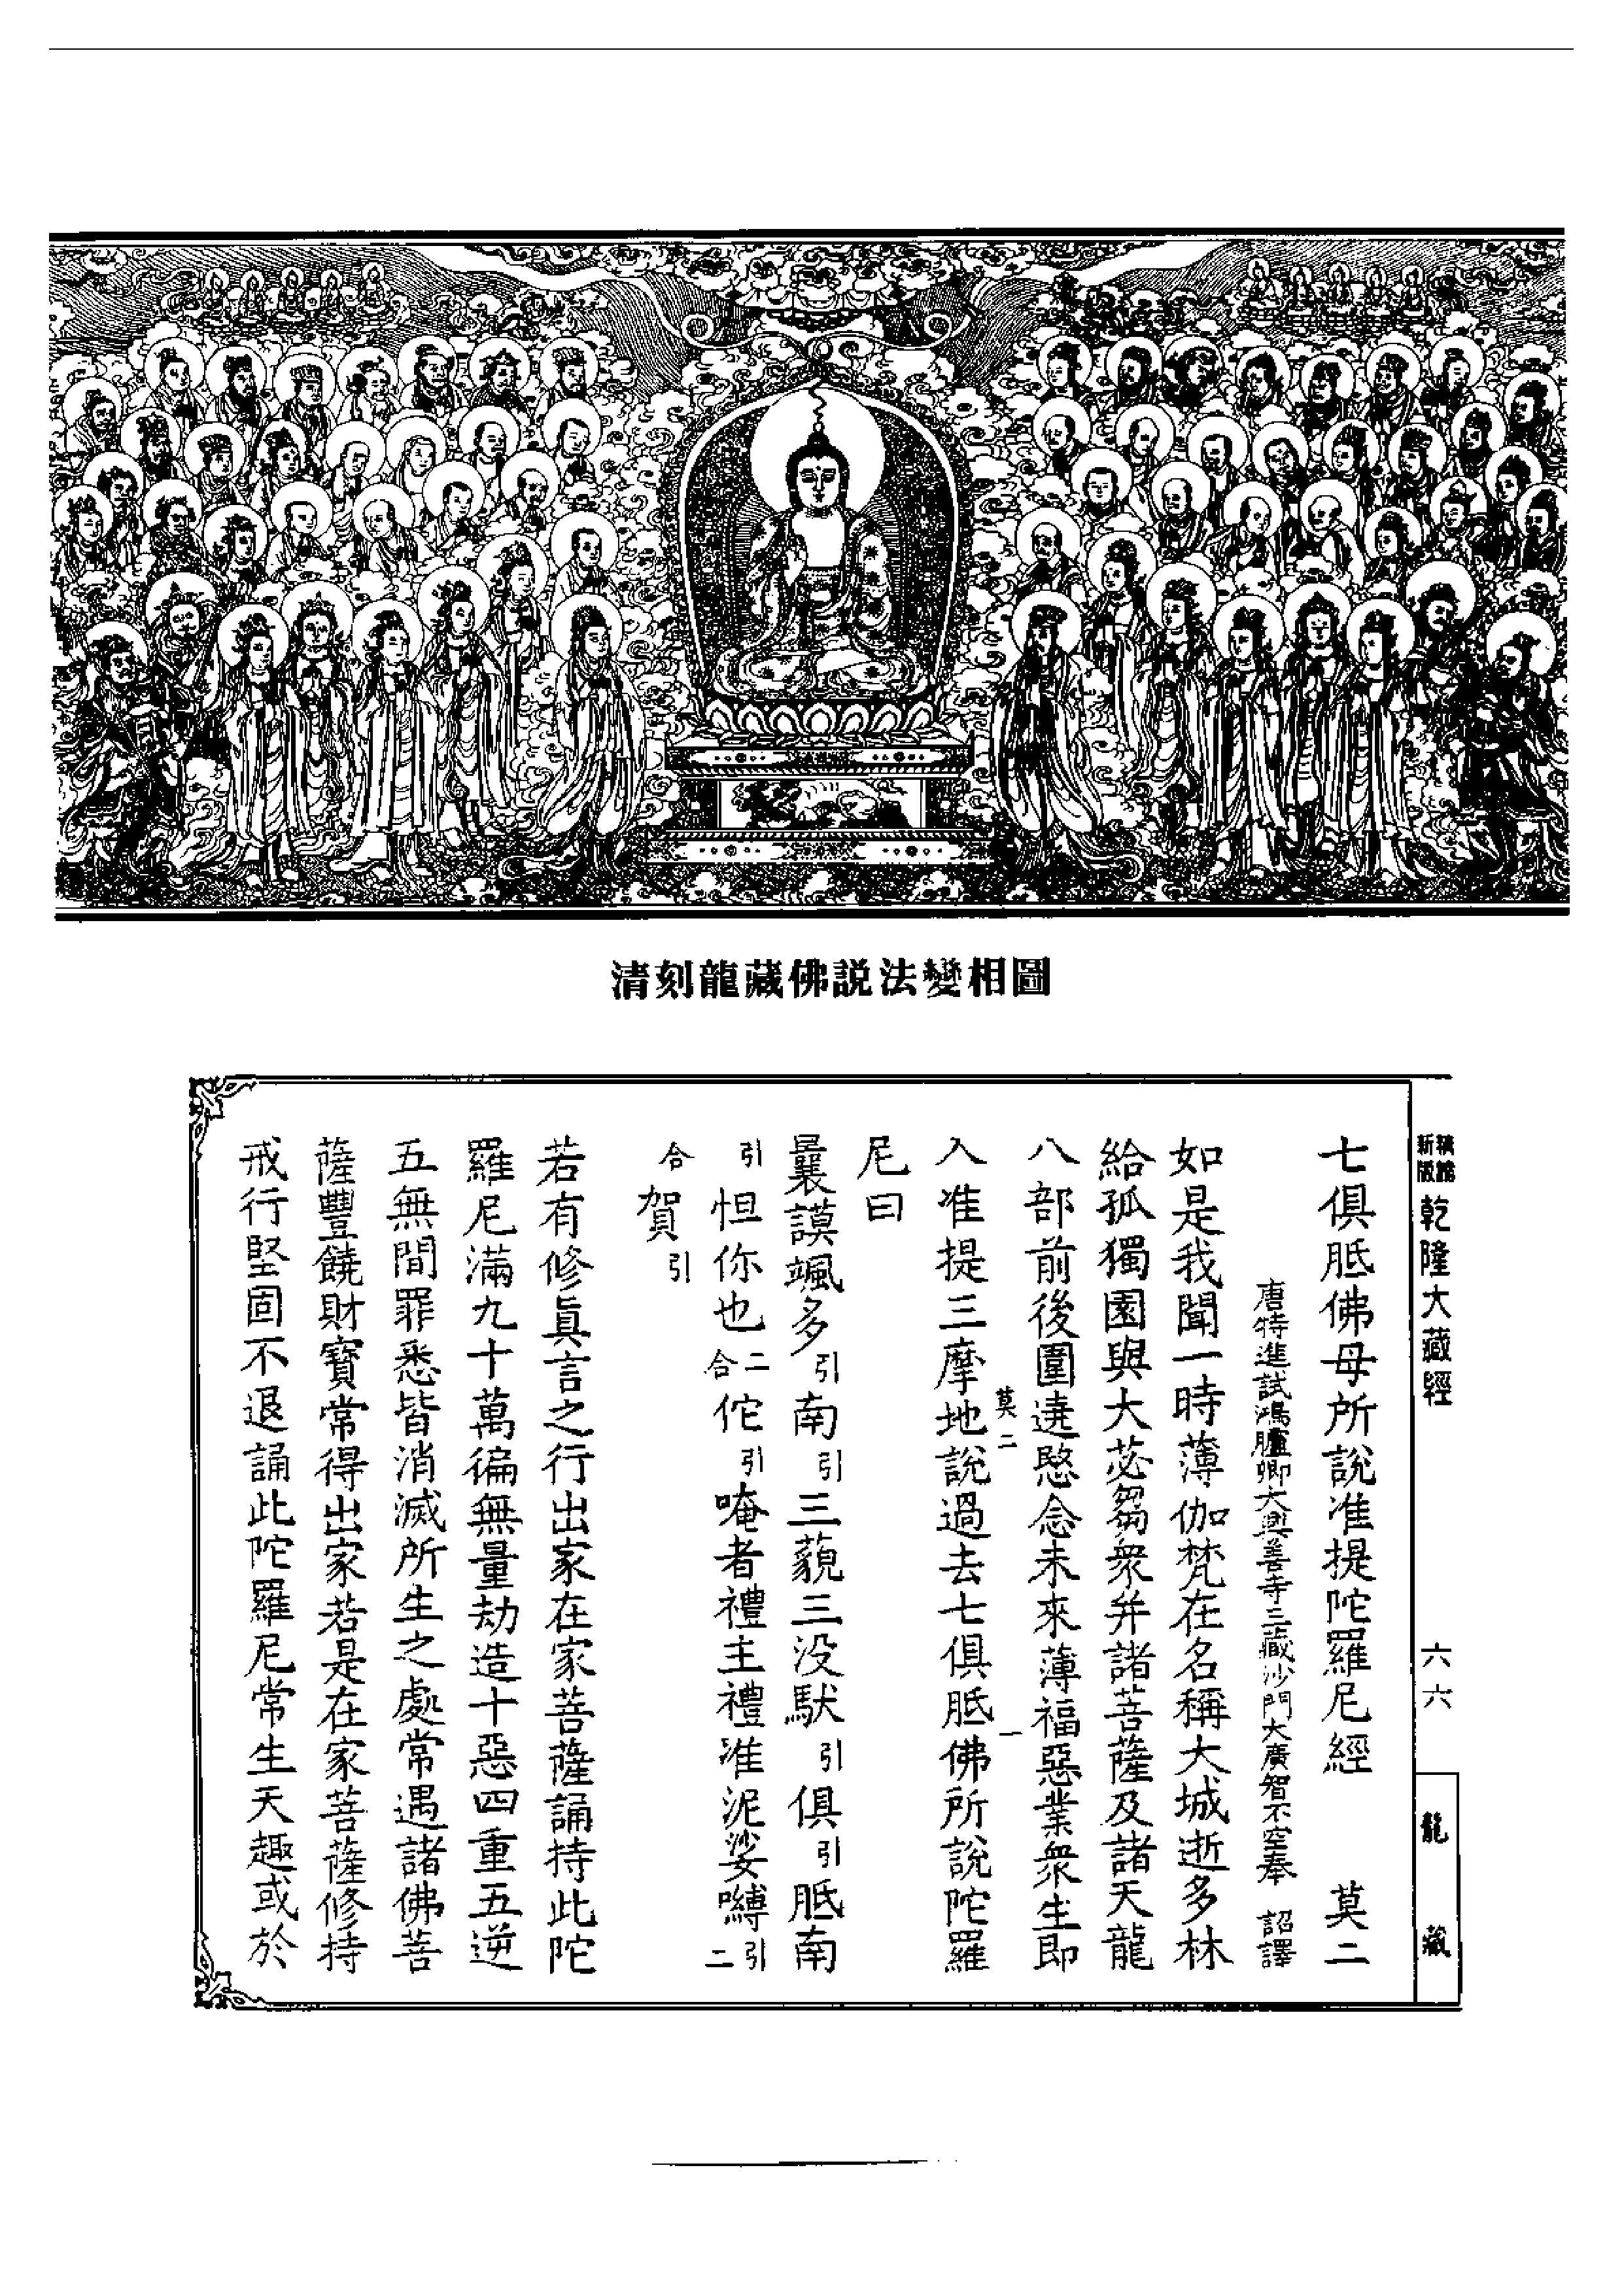 清刻龍藏佛説法變相圖
新版
精縮
乾隆大藏經
六六
龍藏
七俱胝佛母所說准提陀羅尼經 莫二
唐特進試鴻臚卿大興善寺三藏沙門大廣智不空奉 詔譯
如是我聞一時薄伽梵在名稱大城逝多林
給孤獨園與大苾芻衆并諸菩薩及諸天龍
八部前後圍遶愍念未來薄福惡業衆生即
莫二 一
入准提三摩地說過去七俱胝佛所說陀羅
尼曰
曩謨颯多引南引三藐三没馱引俱引胝南
引怛你也二合佗引唵者禮主禮准泥娑嚩引二
合賀引
若有修眞言之行出家在家菩薩誦持此陀
羅尼滿九十萬徧無量劫造十惡四重五逆
五無間罪悉皆消滅所生之處常遇諸佛菩
薩豐饒財寶常得出家若是在家菩薩修持
戒行堅固不退誦此陀羅尼常生天趣或於